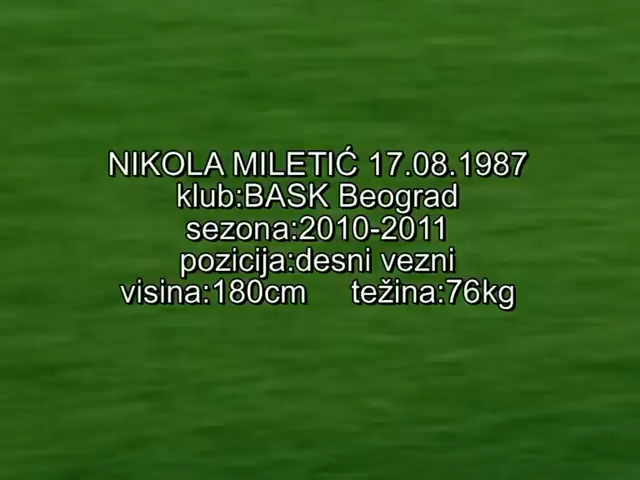 NIKOLA MILETIĆ 17.08.1987
klub:BASK Beograd
sezona:2010-2011
pozicija:desni vezni
visina:180cm težina:76kg